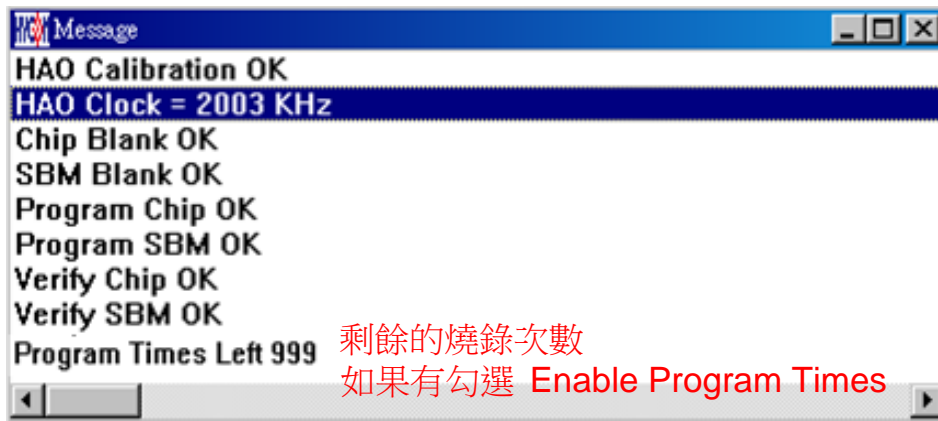 Message
HAO Calibration OK
HAO Clock = 2003 KHz
Chip Blank OK
SBM Blank OK
Program Chip OK
Program SBM OK
Verify Chip OK
Verify SBM OK
Program Times Left 999 剩餘的燒錄次數
如果有勾選 Enable Program Times